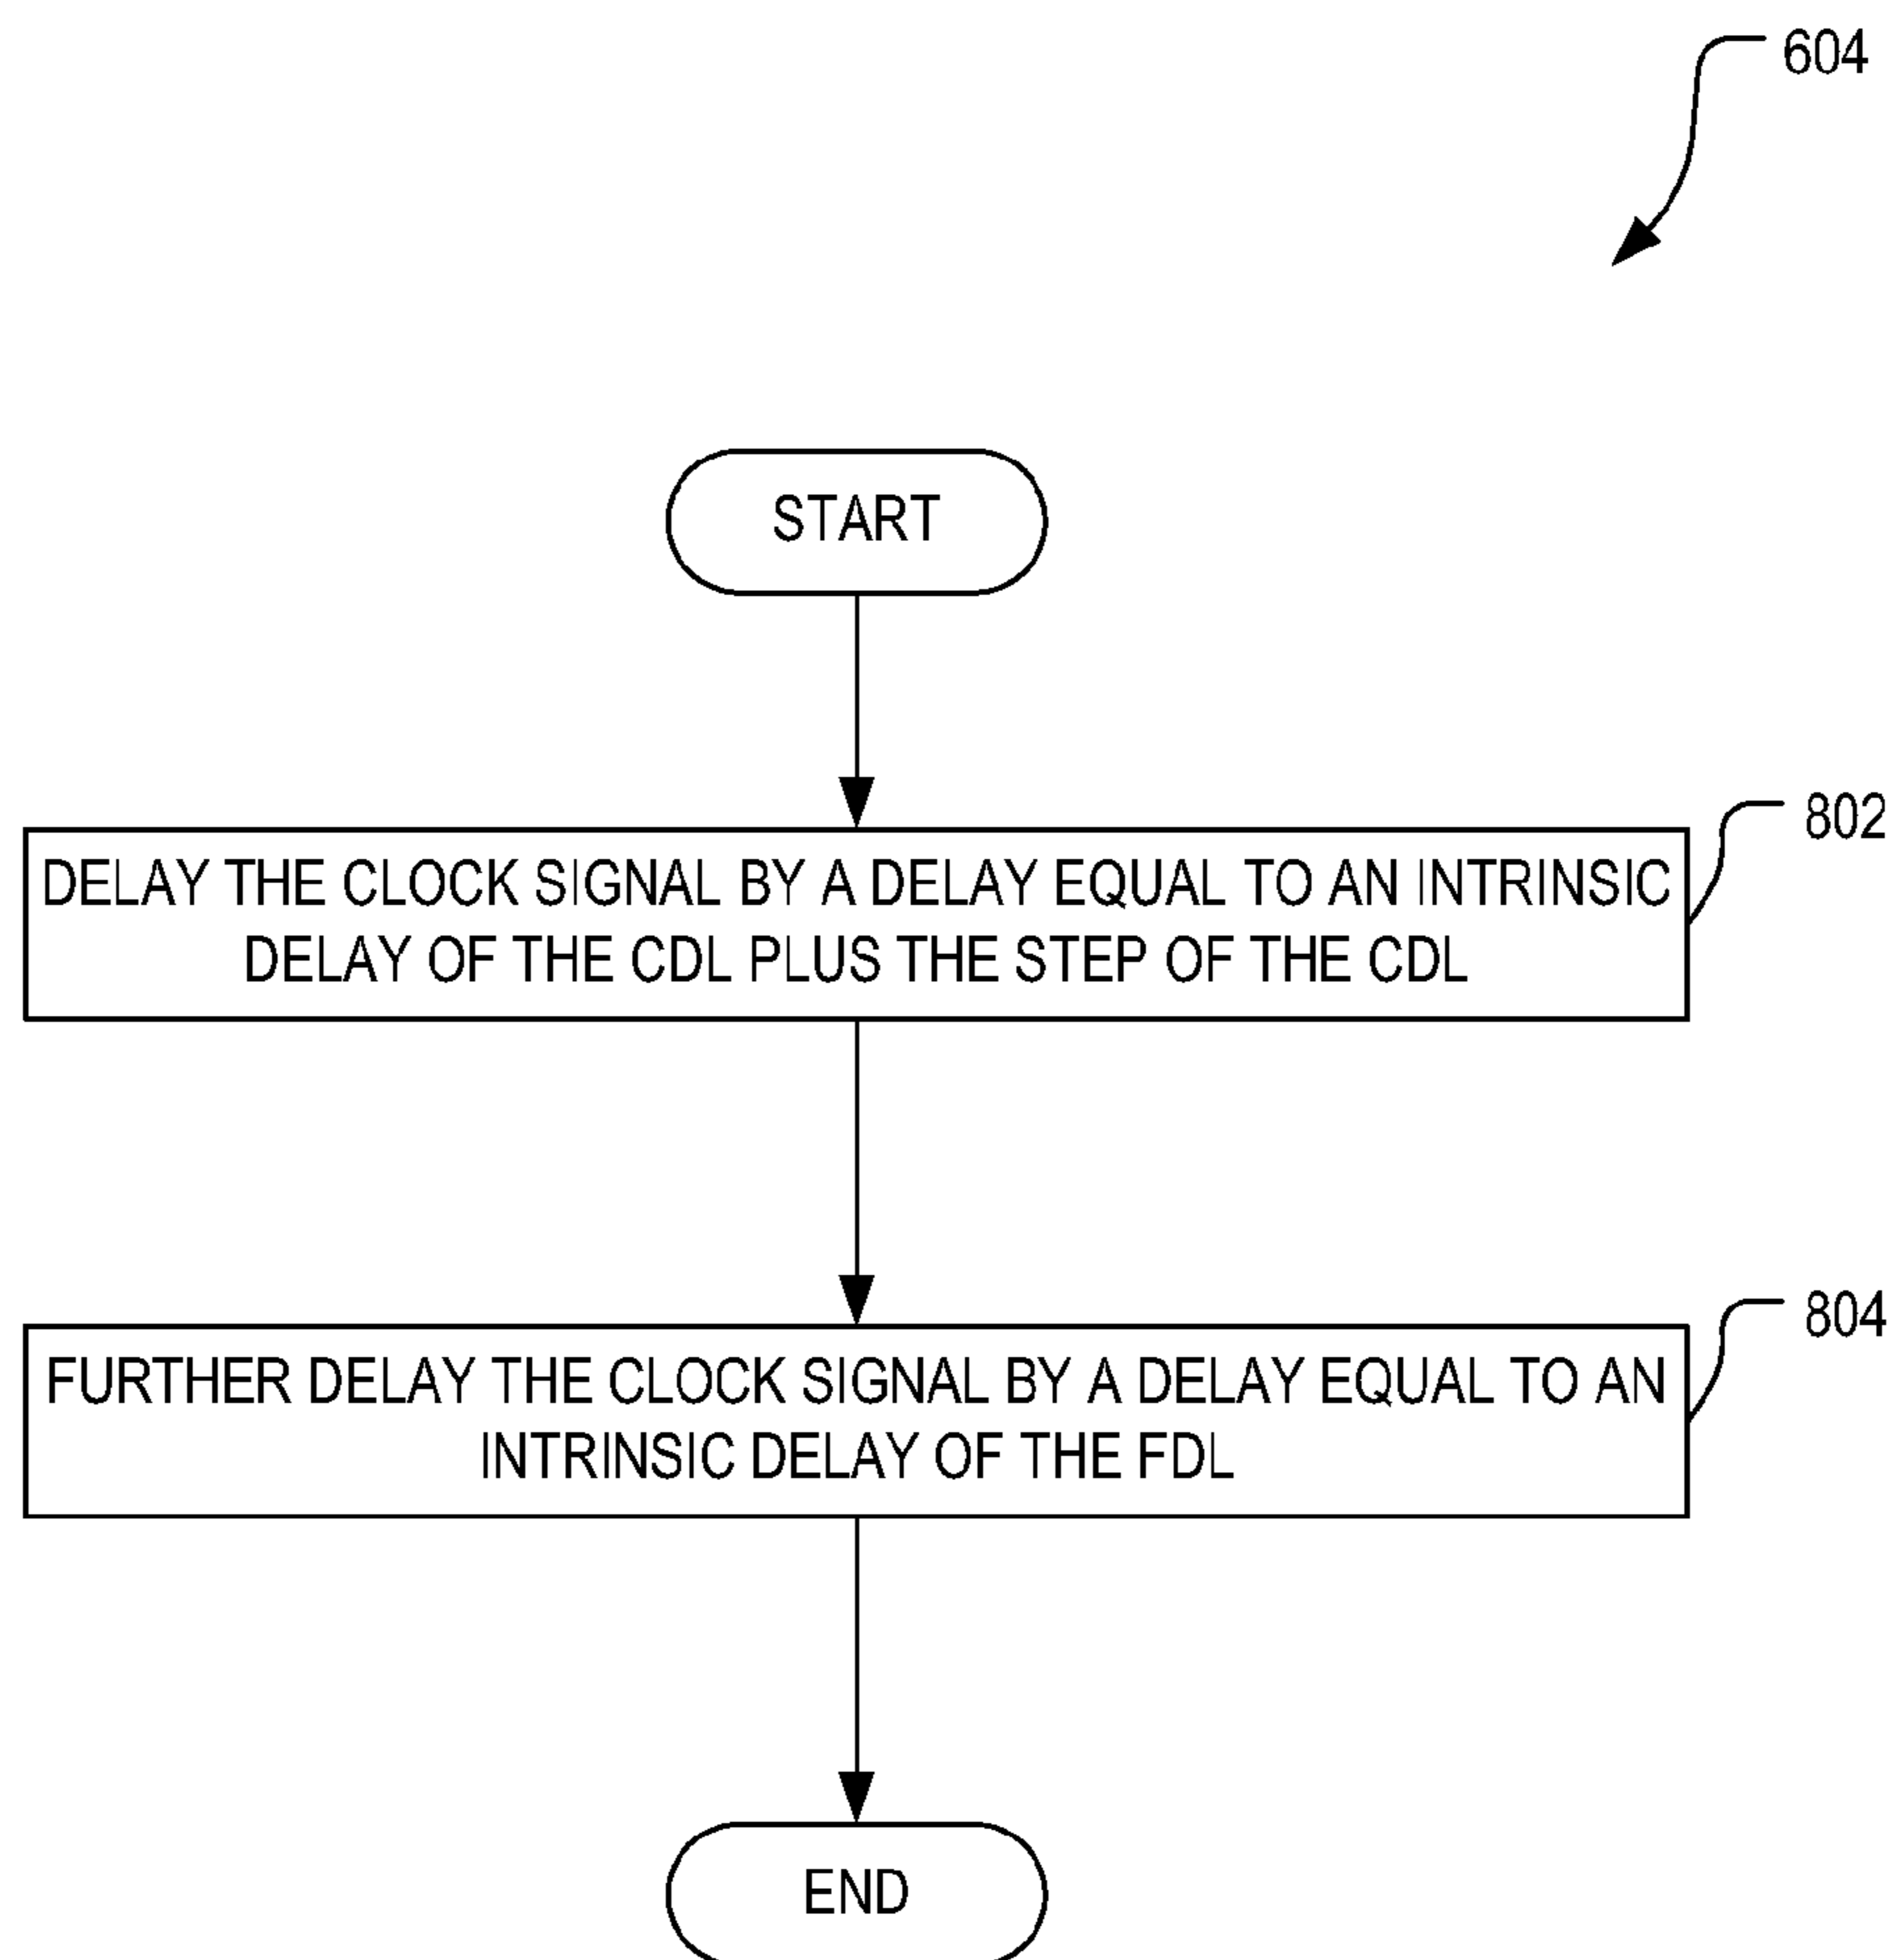 604
START
802
DELAY THE CLOCK SIGNAL BY A DELAY EQUAL TO AN INTRINSIC
DELAY OF THE CDL PLUS THE STEP OF THE CDL
804
FURTHER DELAY THE CLOCK SIGNAL BY A DELAY EQUAL TO AN
INTRINSIC DELAY OF THE FDL
END